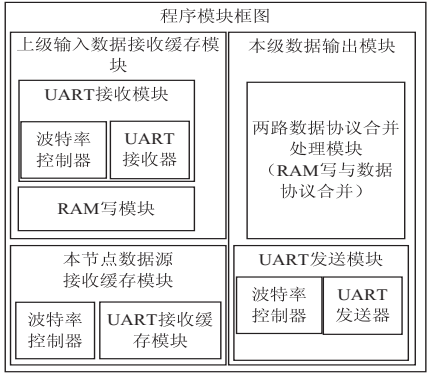 程序模块框图
上级输入数据接收缓存模
块
UART接收模块
波特率
控制器
UART
接收器
RAM写模块
本节点数据源
接收缓存模块
波特率
控制器
UART接收缓
存模块
本级数据输出模块
两路数据协议合并
处理模块
（RAM写与数据
协议合并）
UART发送模块
波特率
控制器
UART
发送器